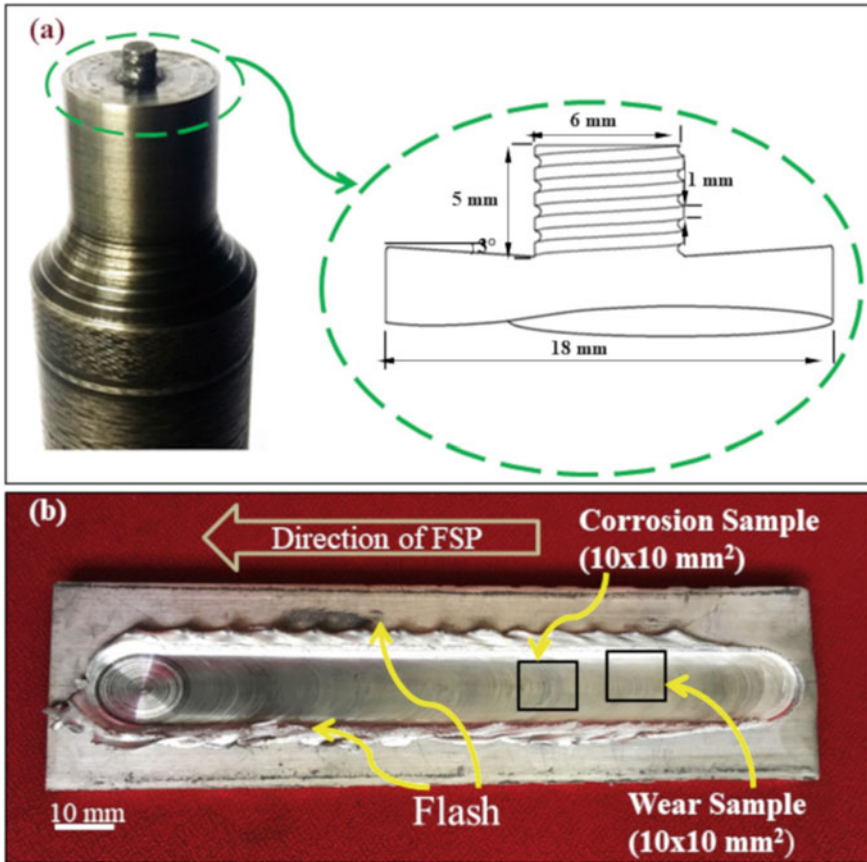 (a)
6 mm
5 mm
1 mm
3°
18 mm
(b)
Direction of FSP
Corrosion Sample
(10x10 mm²)
Flash
10 mm
Wear Sample
(10x10 mm²)